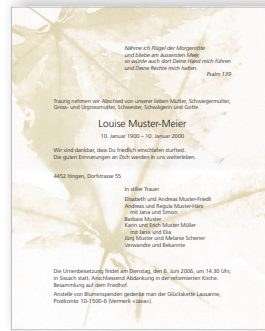 Nähme ich Flügel der Morgenröte
und bliebe am äussersten Meer,
so würde auch dort Deine Hand mich führen
und Deine Rechte mich halten.
Psalm 139
Traurig nehmen wir Abschied von unserer lieben Mutter, Schwiegermutter,
Gross- und Urgrossmutter, Schwester, Schwägerin und Gotte
Louise Muster-Meier
10. Januar 1900 – 10. Januar 2000
Wir sind dankbar, dass Du friedlich einschlafen durftest.
Die guten Erinnerungen an Dich werden in uns weiterleben.
4452 Itingen, Dorfstrasse 55
In stiller Trauer
Elisabeth und Andreas Muster-Friedli
Andreas und Regula Muster-Häns
mit Jana und Simon
Barbara Muster
Karin und Erich Muster Müller
mit Janis und Elia
Jürg Muster und Melanie Scherrer
Verwandte und Bekannte
Die Urnenbeisetzung findet am Dienstag, den 6. Juni 2006, um 14.30 Uhr,
in Sissach statt. Anschliessend Abdankung in der reformierten Kirche.
Besammlung auf dem Friedhof.
Anstelle von Blumenspenden gedenke man der Glückskette Lausanne,
Postkonto 10-1500-6 (Vermerk «Java»).